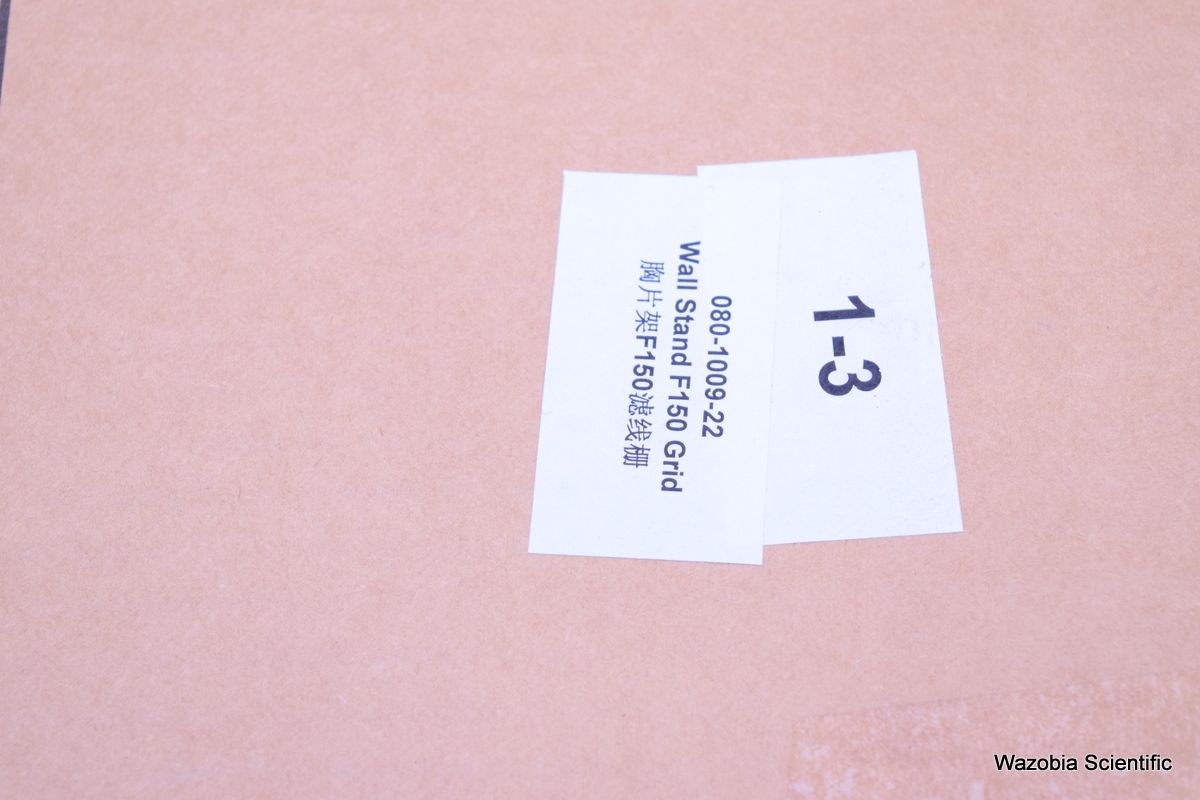 080-1009-22
Wall Stand F150 Grid
胸片架F150滤线栅
1-3
Wazobia Scientific